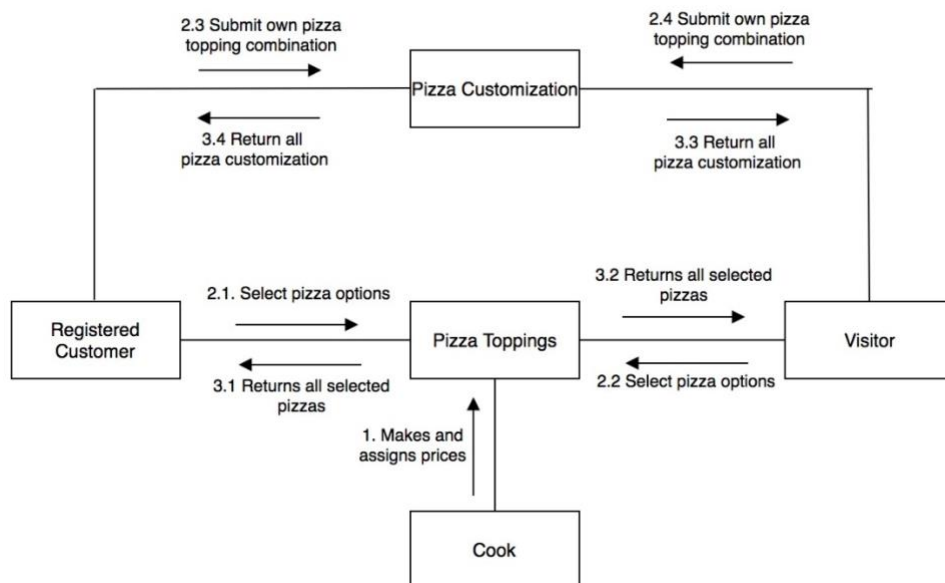 2.3 Submit own pizza
topping combination
2.4 Submit own pizza
topping combination
Pizza Customization
3.4 Return all
pizza customization
3.3 Return all
pizza customization
2.1. Select pizza options
3.2 Returns all selected
pizzas
Registered
Customer
Pizza Toppings
Visitor
3.1 Returns all selected
pizzas
2.2 Select pizza options
1. Makes and
assigns prices
Cook